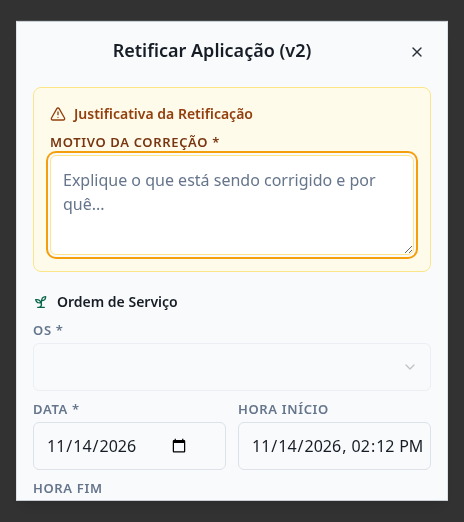 Retificar Aplicação (v2)
Justificativa da Retificação
MOTIVO DA CORREÇÃO *
Explique o que está sendo corrigido e por
quê...
Ordem de Serviço
OS *
DATA *
HORA INÍCIO
11/14/2026
11/14/2026, 02:12 PM
HORA FIM